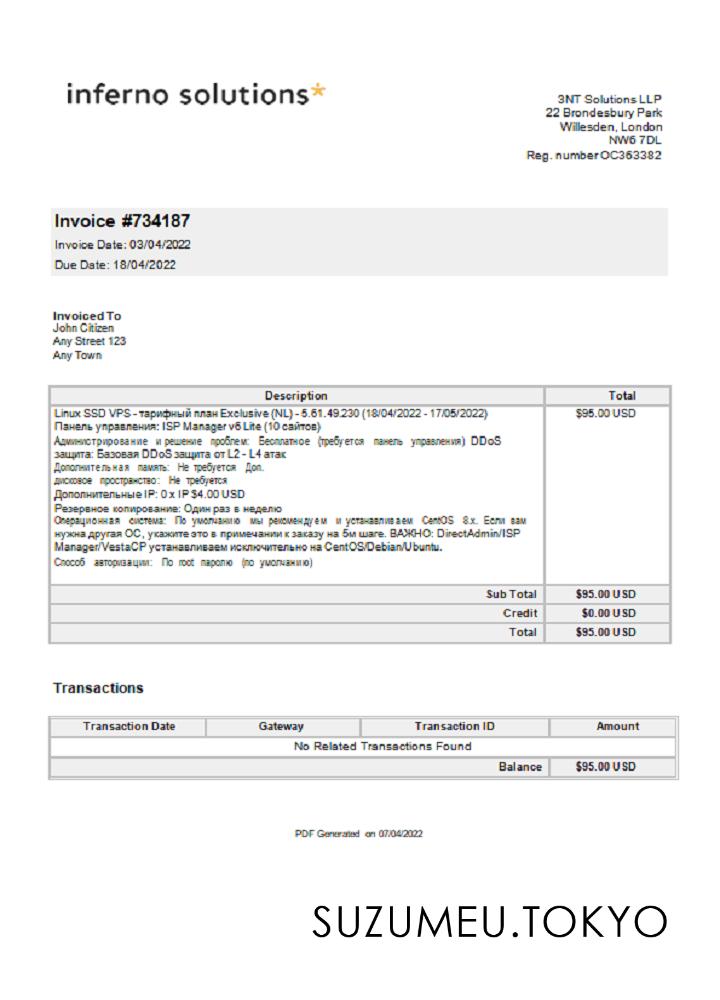 inferno solutions*
3NT Solutions LLP
22 Brondesbury Park
Willesden, London
NW6 7DL
Reg. number OC363382
Invoice #734187
Invoice Date: 03/04/2022
Due Date: 18/04/2022
Invoiced To
John Citizen
Any Street 123
Any Town
Description Total
Linux SSD VPS - тарифный план Exclusive (NL) - 5.61.49.230 (18/04/2022 - 17/05/2022) $95.00 USD
Панель управления: ISP Manager v6 Lite (10 сайтов)
Администрирование и решение проблем: Бесплатное (требуется панель управления) DDoS
защита: Базовая DDoS защита от L2 - L4 атак
Дополнительная память: Не требуется Доп.
дисковое пространство: Не требуется
Дополнительные IP: 0 x IP $4.00 USD
Резервное копирование: Один раз в неделю
Операционная система: По умолчанию мы рекомендуем и устанавливаем CentOS 8.x. Если вам
нужна другая ОС, укажите это в примечании к заказу на 5м шаге. ВАЖНО: DirectAdmin/ISP
Manager/VestaCP устанавливаем исключительно на CentOS/Debian/Ubuntu.
Способ авторизации: По root паролю (по умолчанию)
Sub Total $95.00 USD
Credit $0.00 USD
Total $95.00 USD
Transactions
Transaction Date Gateway Transaction ID Amount
No Related Transactions Found
Balance $95.00 USD
PDF Generated on 07/04/2022
SUZUMEU.TOKYO